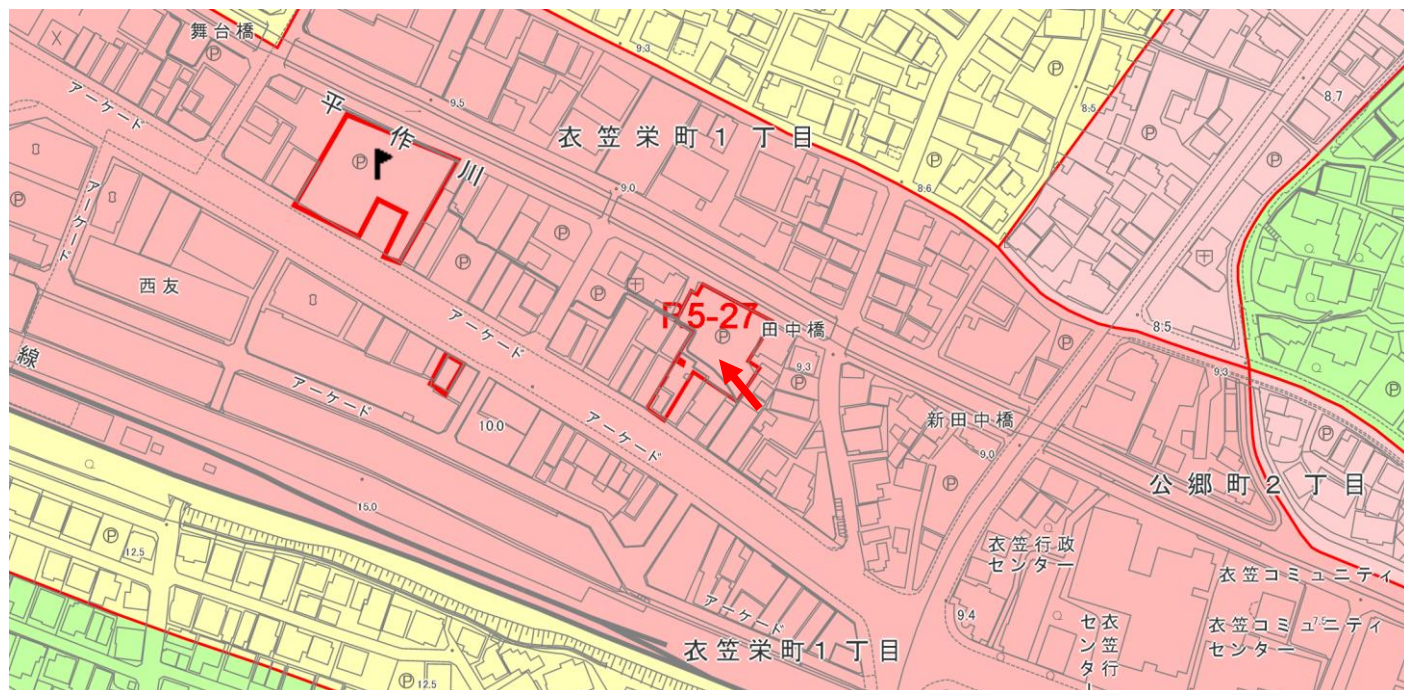 舞台橋
9.3
P
8.5
8.7
アーケード
平作川
9.5
衣笠栄町1丁目
P
P
P
アーケード
P
9.0
8.6
P
西友
P
P
P
R5-27
P
田中橋
8.5
9.3
P
P
9.3
P
線
アーケード
アーケード
10.0
アーケード
新田中橋
9.0
P
P
公郷町2丁目
15.0
P
12.5
衣笠行政
センター
衣笠コミュニティ
アーケード
9.4
衣笠行
センター
衣笠コミュニティ
センター
7.5
衣笠栄町1丁目
P
12.5